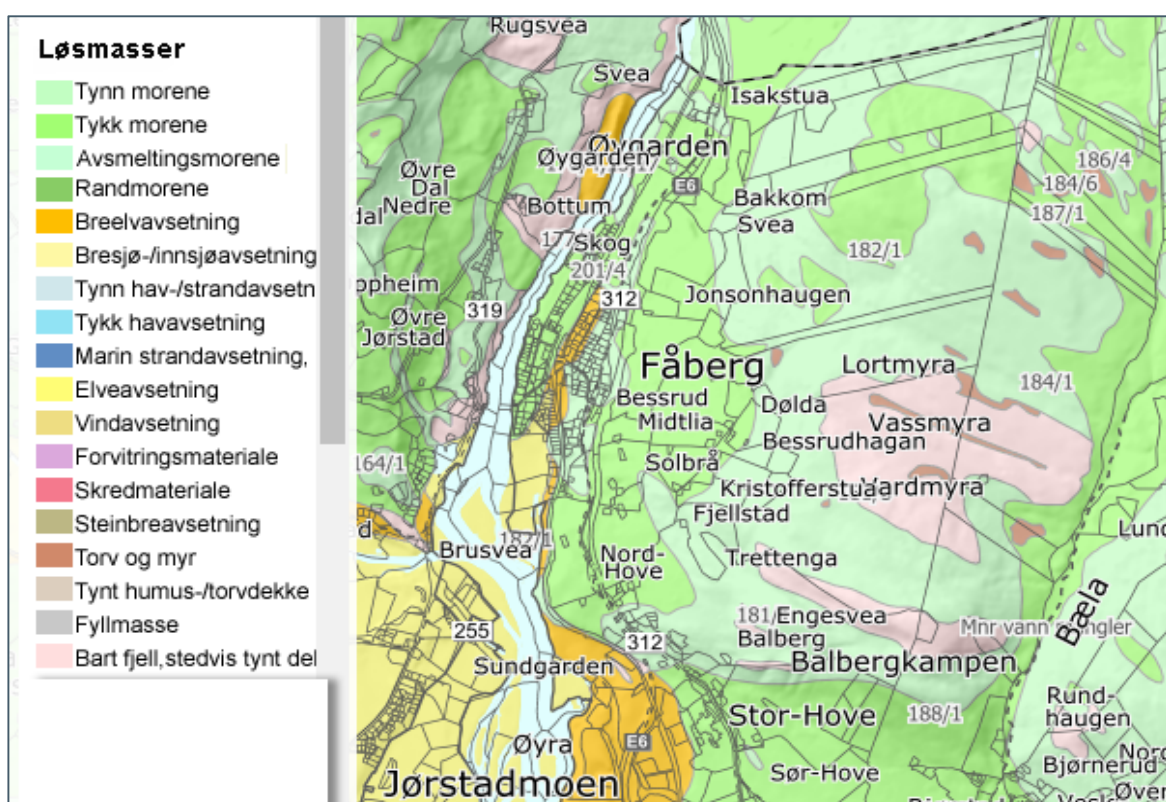 Løsmasser
Tynn morene
Tykk morene
Avsmeltingsmorene
Randmorene
Breelvavsetning
Bresjø-/innsjøavsetning
Tynn hav-/strandavsetn
Tykk havavsetning
Marin strandavsetning,
Elveavsetning
Vindavsetning
Forvitringsmateriale
Skredmateriale
Steinbreavsetning
Torv og myr
Tynt humus-/torvdekke
Fyllmasse
Bart fjell,stedvis tynt del
Rugsvea
Svea
Isakstua
Øygarden
Øygarden
186/4
184/6
Øvre
Dal
Nedre
dal
E6
Bottum
Bakkom
Svea
187/1
Skog
201/4
182/1
ppheim
319
312
Jonsonhaugen
Øvre
Jørstad
Fåberg
Lortmyra
184/1
Bessrud
Midtlia
Dølda
Vassmyra
Bessrudhagan
164/1
Solbrå
Kristofferstua
Vardmyra
Fjellstad
Lund
Brusvea
Nord-
Hove
Trettenga
Bæla
255
312
181/
Engesvea
Balberg
Mnr vann mangler
Sundgarden
Balbergkampen
Rund-
haugen
Stor-Hove
188/1
Øyra
E6
Sør-Hove
Bjørnerud
Jørstadmoen